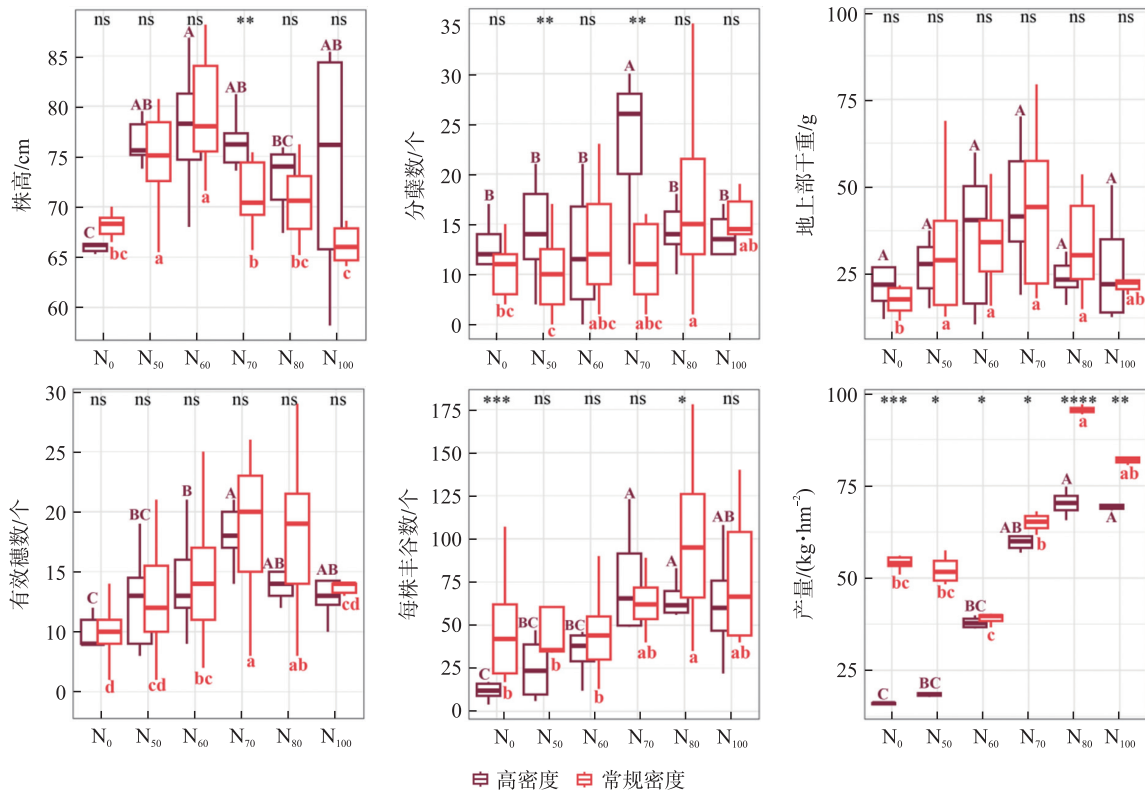 ns ns ns ** ns ns
株高/cm
85
80
75
70
65
60
C AB A AB BC AB
bc a a b bc c
N₀ N₅₀ N₆₀ N₇₀ N₈₀ N₁₀₀
ns ** ns ** ns ns
分蘖数/个
35
30
25
20
15
10
0
B B B A B B
bc c abc abc a ab
N₀ N₅₀ N₆₀ N₇₀ N₈₀ N₁₀₀
ns ns ns ns ns ns
地上部干重/g
100
75
50
25
A A A A A A
b a a a a ab
N₀ N₅₀ N₆₀ N₇₀ N₈₀ N₁₀₀
ns ns ns ns ns ns
有效穗数/个
30
25
20
15
10
0
C BC B A AB AB
d cd bc a ab cd
N₀ N₅₀ N₆₀ N₇₀ N₈₀ N₁₀₀
*** ns ns ns * ns
每株丰谷数/个
175
150
125
100
75
50
25
0
C BC BC A A AB
b b b ab a ab
N₀ N₅₀ N₆₀ N₇₀ N₈₀ N₁₀₀
*** * * * **** **
产量/(kg·hm⁻²)
100
75
50
25
C BC BC AB A A
bc bc c b a ab
N₀ N₅₀ N₆₀ N₇₀ N₈₀ N₁₀₀
高密度 常规密度